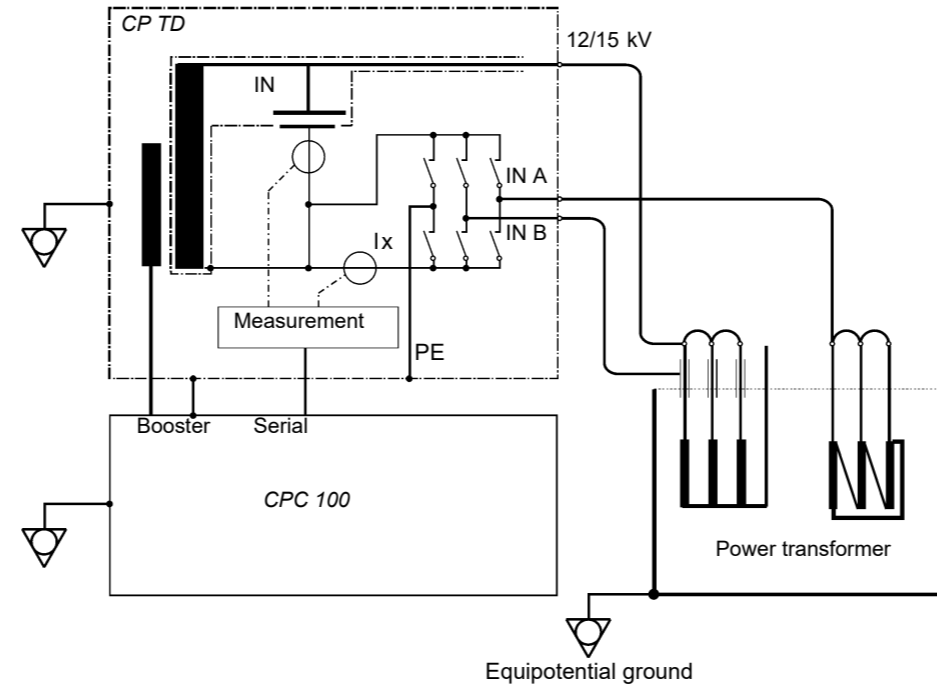 CP TD
12/15 kV
IN
IN A
IN B
Ix
Measurement
PE
Booster
Serial
CPC 100
Power transformer
Equipotential ground